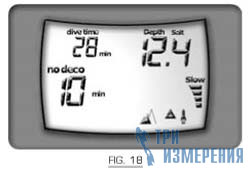 dive time Depth Salt
28 min 12.4
no deco Slow
10 min
ТРИ
ИЗМЕРЕНИЯ
FIG. 18